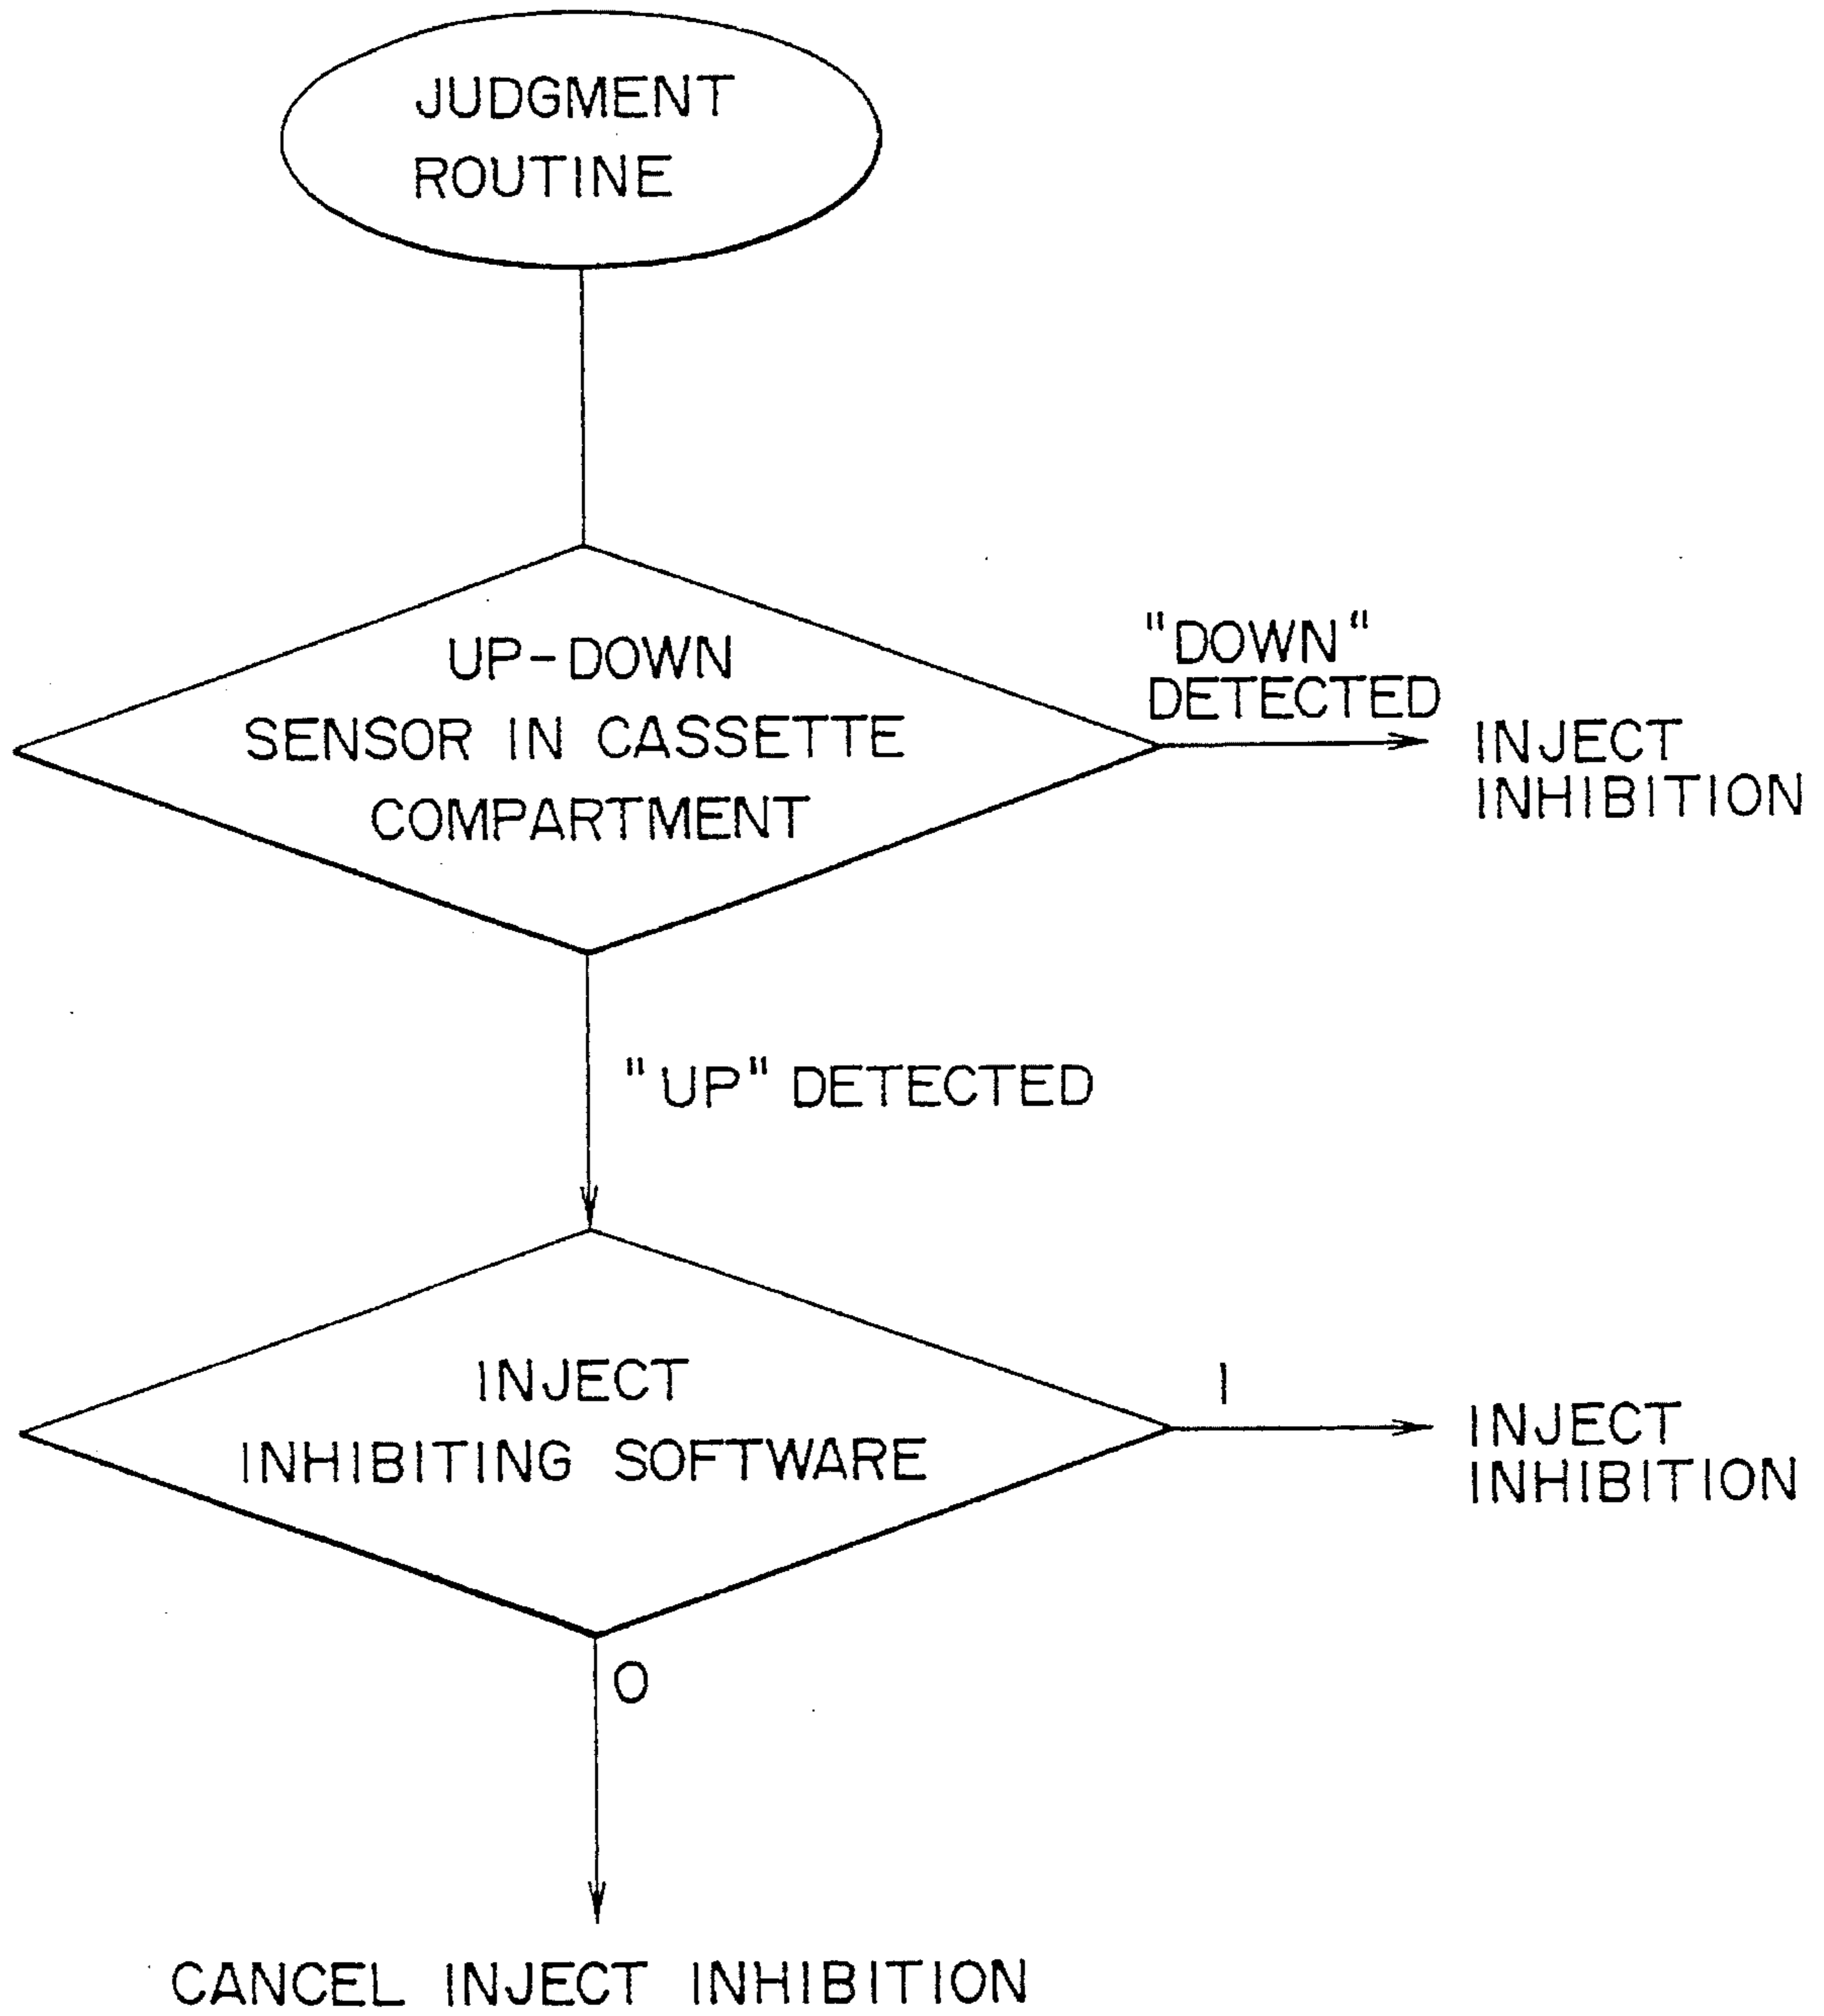 JUDGMENT
ROUTINE
UP-DOWN
SENSOR IN CASSETTE
COMPARTMENT
"DOWN"
DETECTED
INJECT
INHIBITION
"UP" DETECTED
INJECT
INHIBITING SOFTWARE
1
INJECT
INHIBITION
0
CANCEL INJECT INHIBITION